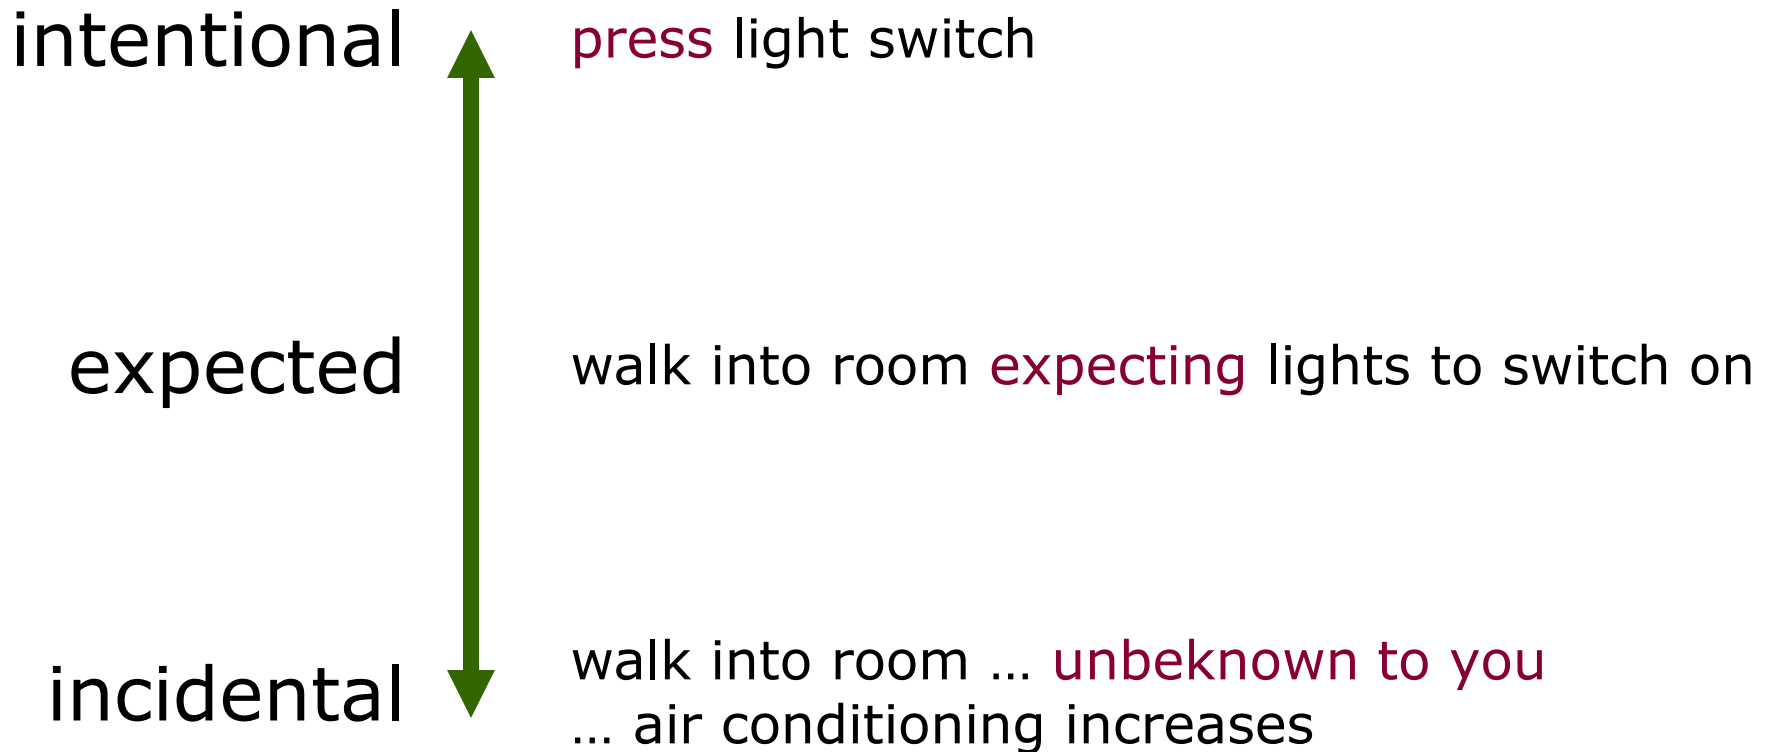 intentional
press light switch
expected
walk into room expecting lights to switch on
incidental
walk into room … unbeknown to you
… air conditioning increases